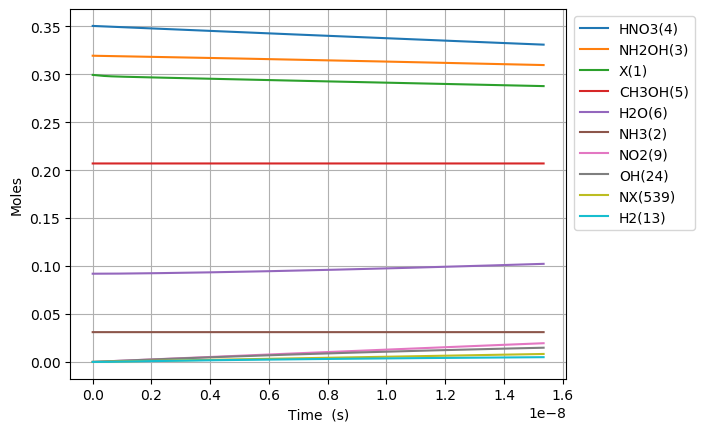 0.35
0.30
0.25
0.20
0.15
0.10
0.05
0.00
Moles
0.0 0.2 0.4 0.6 0.8 1.0 1.2 1.4 1.6
1e−8
Time (s)
HNO3(4)
NH2OH(3)
X(1)
CH3OH(5)
H2O(6)
NH3(2)
NO2(9)
OH(24)
NX(539)
H2(13)